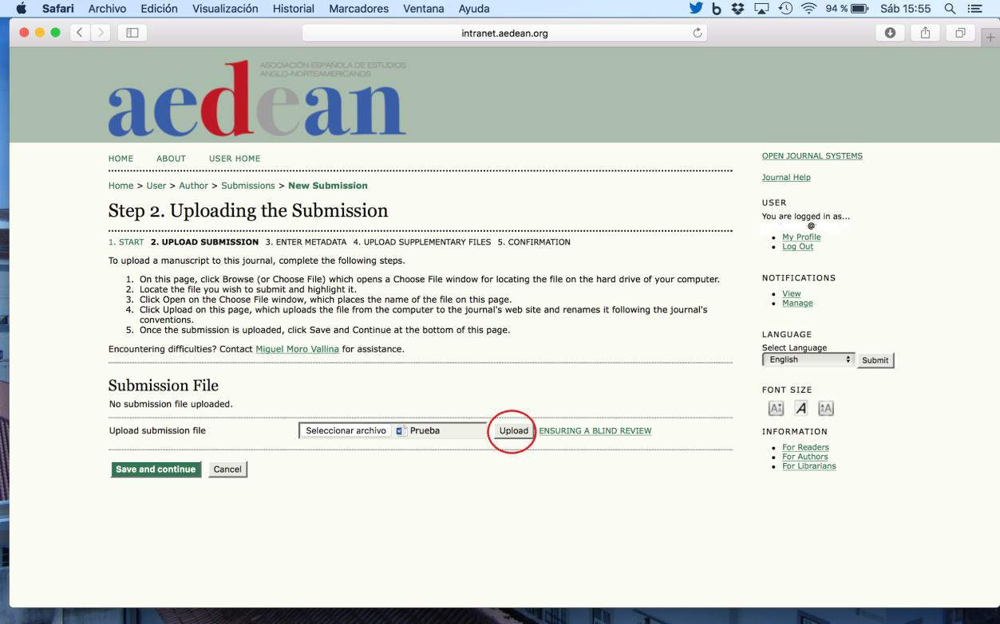 Safari Archivo Edición Visualización Historial Marcadores Ventana Ayuda 94 % Sáb 15:55
intranet.aedean.org
ASOCIACIÓN ESPAÑOLA DE ESTUDIOS
ANGLO-NORTEAMERICANOS
aedean
HOME ABOUT USER HOME
Home > User > Author > Submissions > New Submission
Step 2. Uploading the Submission
1. START 2. UPLOAD SUBMISSION 3. ENTER METADATA 4. UPLOAD SUPPLEMENTARY FILES 5. CONFIRMATION
To upload a manuscript to this journal, complete the following steps.
1. On this page, click Browse (or Choose File) which opens a Choose File window for locating the file on the hard drive of your computer.
2. Locate the file you wish to submit and highlight it.
3. Click Open on the Choose File window, which places the name of the file on this page.
4. Click Upload on this page, which uploads the file from the computer to the journal's web site and renames it following the journal's
conventions.
5. Once the submission is uploaded, click Save and Continue at the bottom of this page.
Encountering difficulties? Contact Miguel Moro Vallina for assistance.
Submission File
No submission file uploaded.
Upload submission file Seleccionar archivo Prueba Upload ENSURING A BLIND REVIEW
Save and continue Cancel
OPEN JOURNAL SYSTEMS
Journal Help
USER
You are logged in as...
@
My Profile
Log Out
NOTIFICATIONS
View
Manage
LANGUAGE
Select Language
English Submit
FONT SIZE
A A A
INFORMATION
For Readers
For Authors
For Librarians